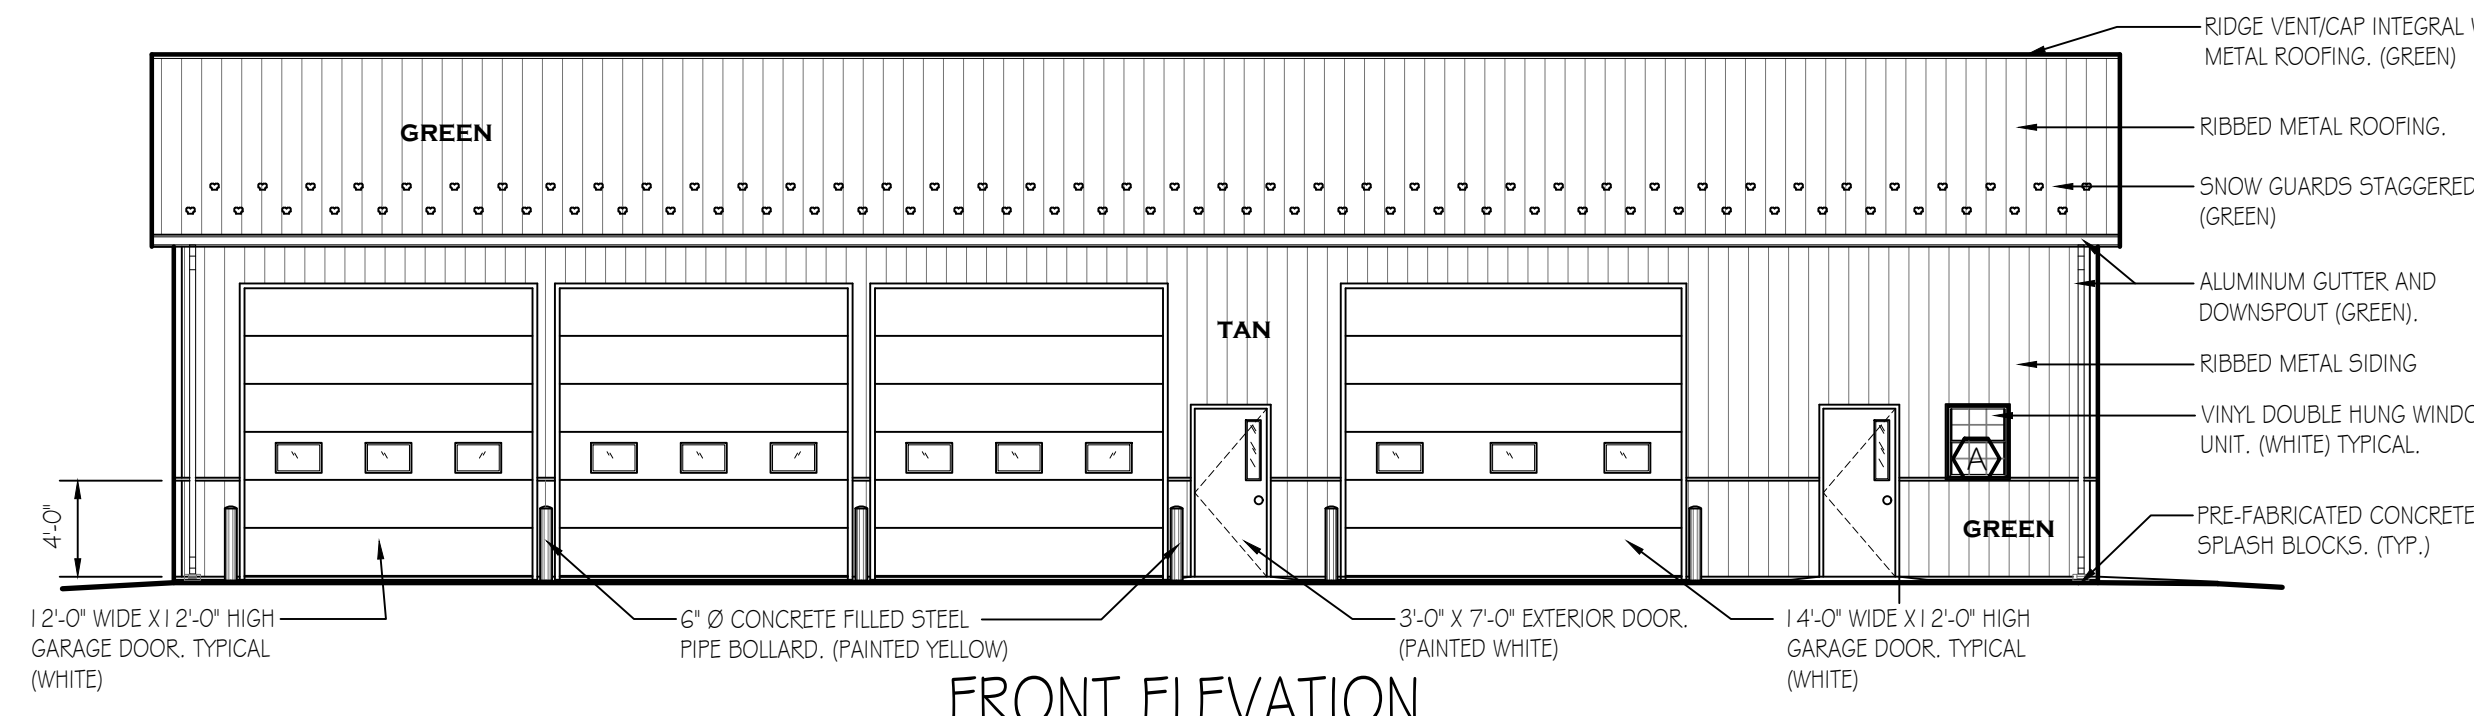 RIDGE VENT/CAP INTEGRAL
METAL ROOFING. (GREEN)
GREEN
RIBBED METAL ROOFING.
SNOW GUARDS STAGGERED
(GREEN)
ALUMINUM GUTTER AND
DOWNSPOUT (GREEN).
TAN
RIBBED METAL SIDING
VINYL DOUBLE HUNG
UNIT. (WHITE) TYPICAL.
A
4'-0"
GREEN
PRE-FABRICATED CONCRETE
SPLASH BLOCKS. (TYP.)
12'-0" WIDE X12'-0" HIGH
GARAGE DOOR. TYPICAL
(WHITE)
6" Ø CONCRETE FILLED STEEL
PIPE BOLLARD. (PAINTED YELLOW)
3'-0" X 7'-0" EXTERIOR DOOR.
(PAINTED WHITE)
14'-0" WIDE X12'-0" HIGH
GARAGE DOOR. TYPICAL
(WHITE)
FRONT ELEVATION